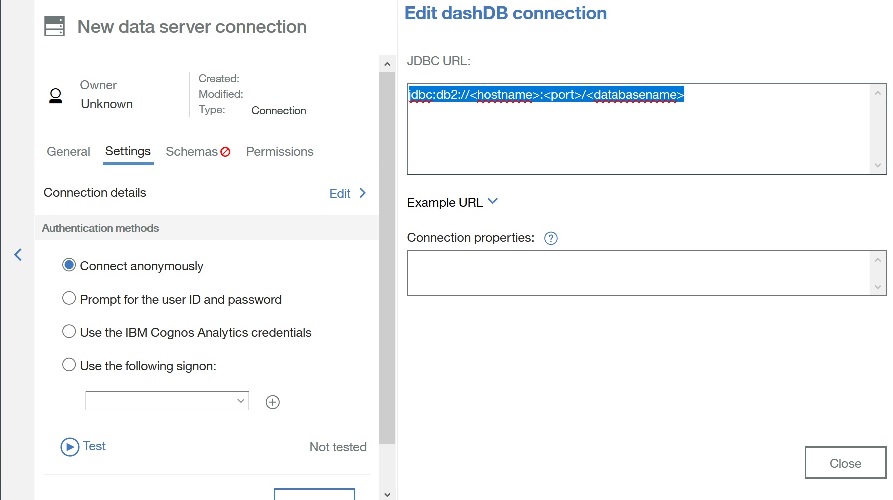 New data server connection
Owner
Unknown
Created:
Modified:
Type: Connection
General Settings Schemas Permissions
Connection details Edit
Authentication methods
Connect anonymously
Prompt for the user ID and password
Use the IBM Cognos Analytics credentials
Use the following signon:
Test Not tested
Edit dashDB connection
JDBC URL:
jdbc:db2://<hostname>:<port>/<databasename>
Example URL
Connection properties: ?
Close